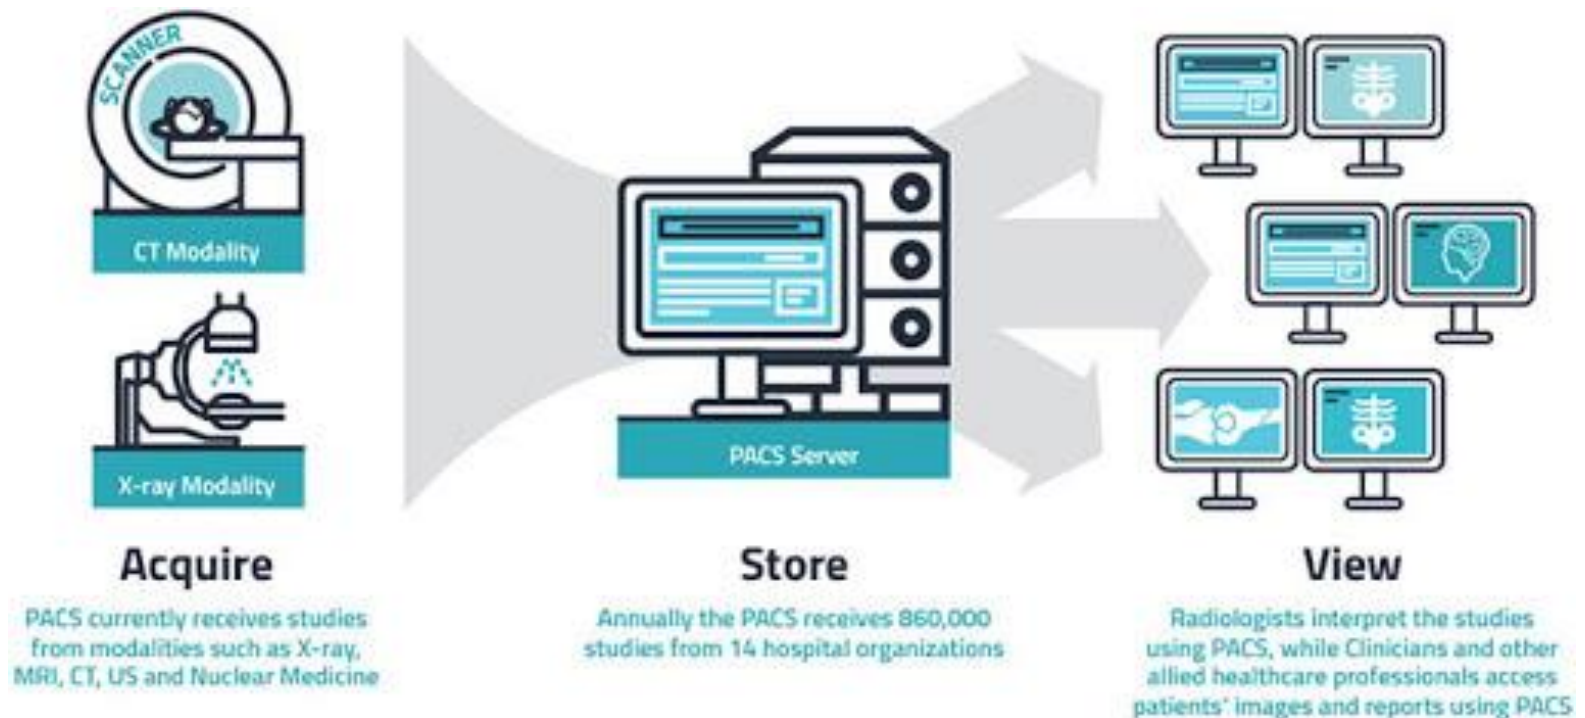 SCANNER
CT Modality
X-ray Modality
PACS Server
Acquire
PACS currently receives studies
from modalities such as X-ray,
MRI, CT, US and Nuclear Medicine
Store
Annually the PACS receives 860,000
studies from 14 hospital organizations
View
Radiologists interpret the studies
using PACS, while Clinicians and other
allied healthcare professionals access
patients' images and reports using PACS